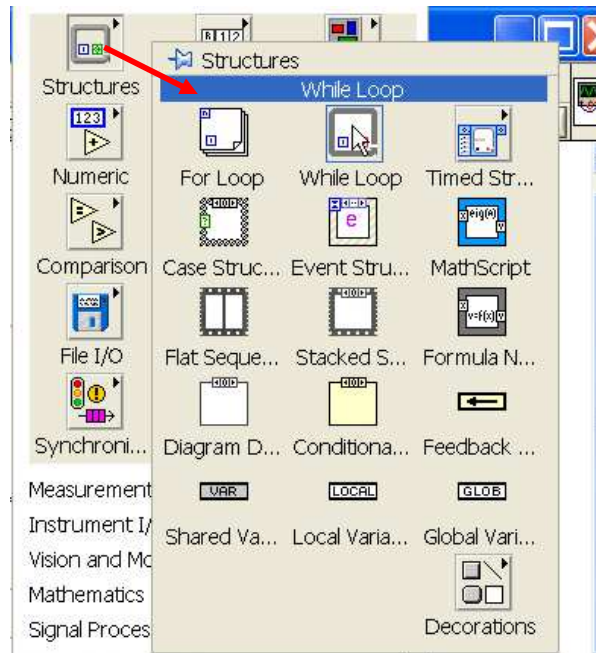 Structures
While Loop
Structures
For Loop
While Loop
Timed Str...
Numeric
Case Struc...
Event Stru...
MathScript
Comparison
Flat Seque...
Stacked S...
Formula N...
File I/O
Diagram D...
Conditiona...
Feedback ...
Synchroni...
Shared Va...
Local Varia...
Global Vari...
Decorations
Measurement
Instrument I/
Vision and Mo
Mathematics
Signal Proces
123
eig(A)
v=f(x)
VAR
LOCAL
GLOB